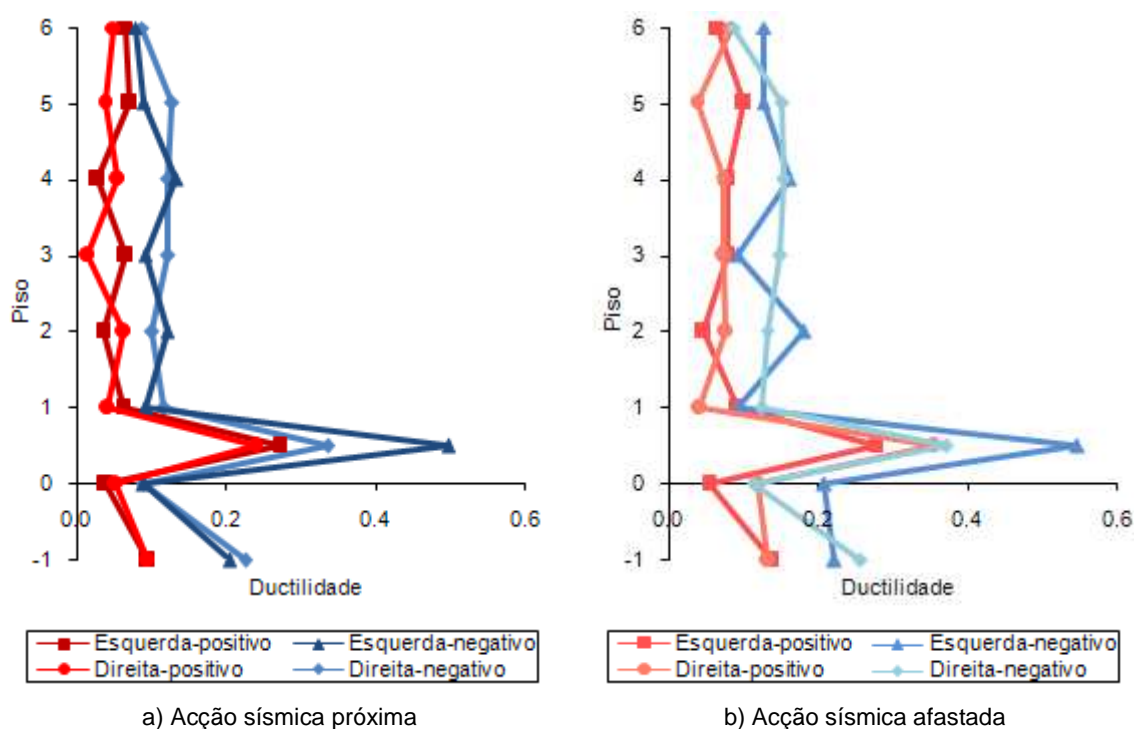 6
5
4
3
2
1
0
-1
Piso
0.0 0.2 0.4 0.6
Ductilidade
Esquerda-positivo Esquerda-negativo
Direita-positivo Direita-negativo
a) Acção sísmica próxima
6
5
4
3
2
1
0
-1
Piso
0.0 0.2 0.4 0.6
Ductilidade
Esquerda-positivo Esquerda-negativo
Direita-positivo Direita-negativo
b) Acção sísmica afastada